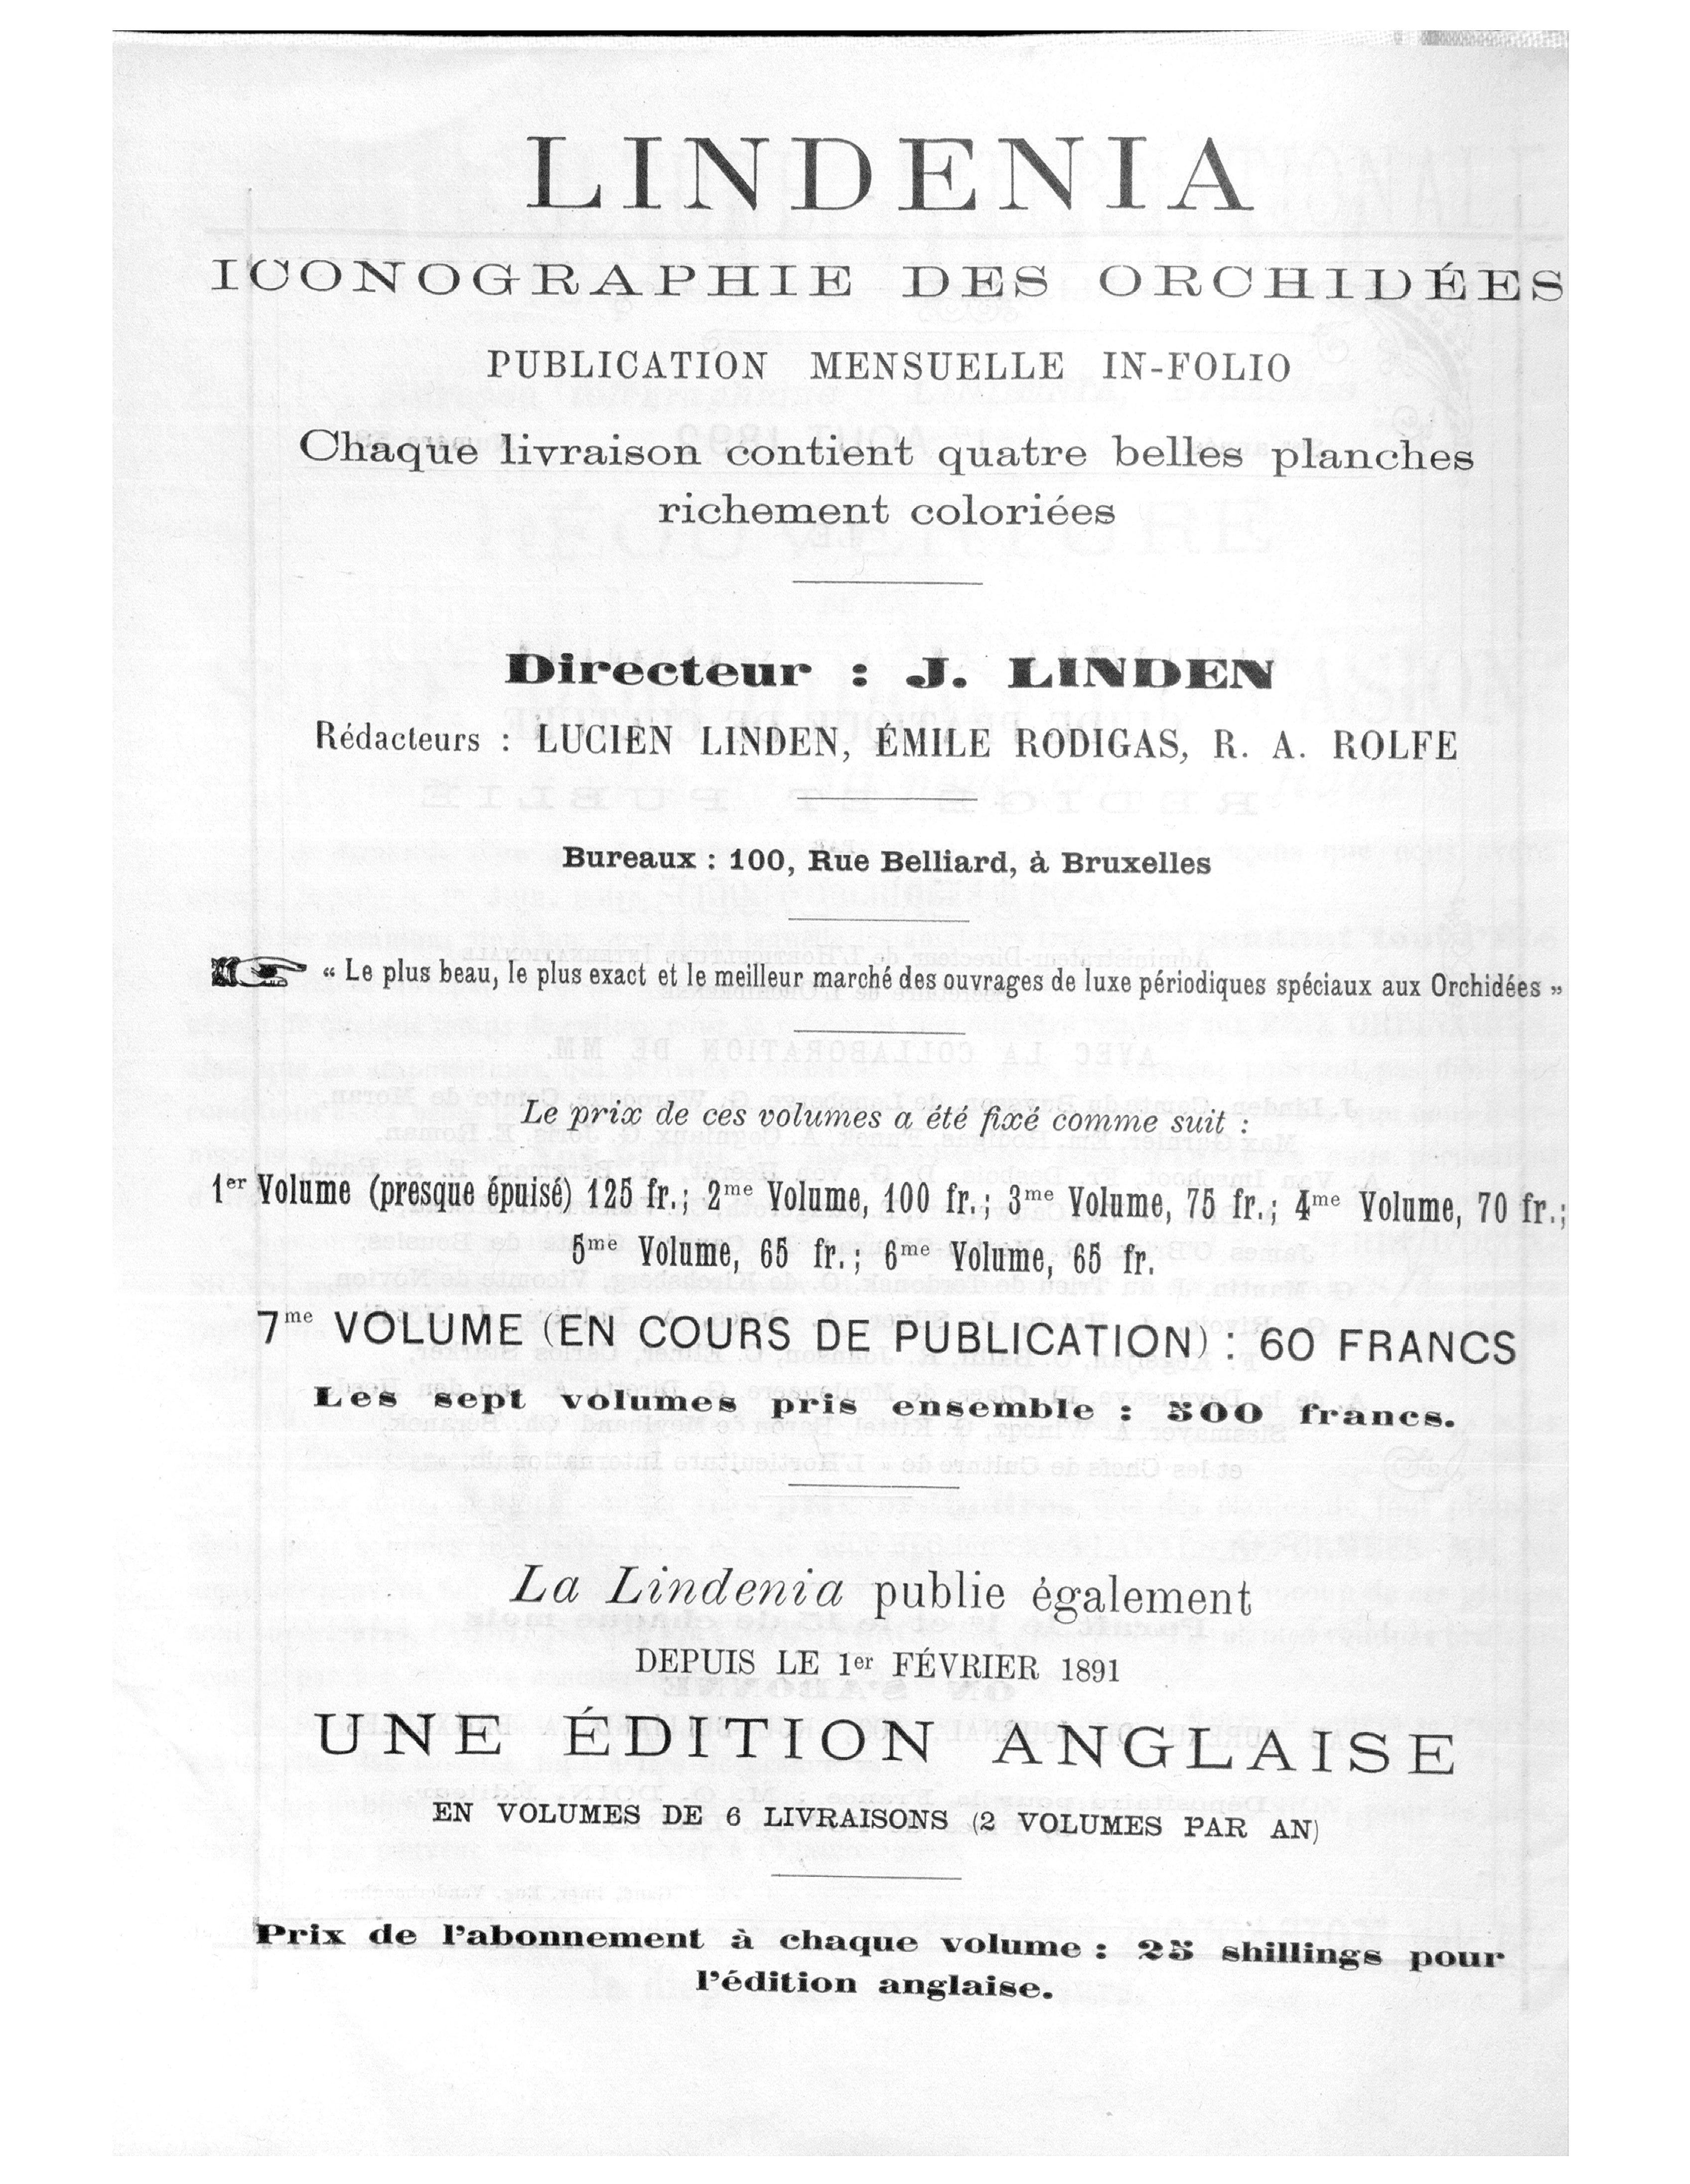 LINDENIA
ICONOGRAPHIE DES ORCHIDÉES
PUBLICATION MENSUELLE IN-FOLIO
Chaque livraison contient quatre belles planches
richement coloriées
Directeur : J. LINDEN
Rédacteurs : LUCIEN LINDEN, ÉMILE RODIGAS, R. A. ROLFE
Bureaux : 100, Rue Belliard, à Bruxelles
« Le plus beau, le plus exact et le meilleur marché des ouvrages de luxe périodiques spéciaux aux Orchidées »
Le prix de ces volumes a été fixé comme suit :
1er Volume (presque épuisé) 125 fr.; 2me Volume, 100 fr.; 3me Volume, 75 fr.; 4me Volume, 70 fr.;
5me Volume, 65 fr.; 6me Volume, 65 fr.
7me VOLUME (EN COURS DE PUBLICATION) : 60 FRANCS
Les sept volumes pris ensemble : 500 francs.
La Lindenia publie également
DEPUIS LE 1er FÉVRIER 1891
UNE ÉDITION ANGLAISE
EN VOLUMES DE 6 LIVRAISONS (2 VOLUMES PAR AN)
Prix de l'abonnement à chaque volume : 25 shillings pour
l'édition anglaise.